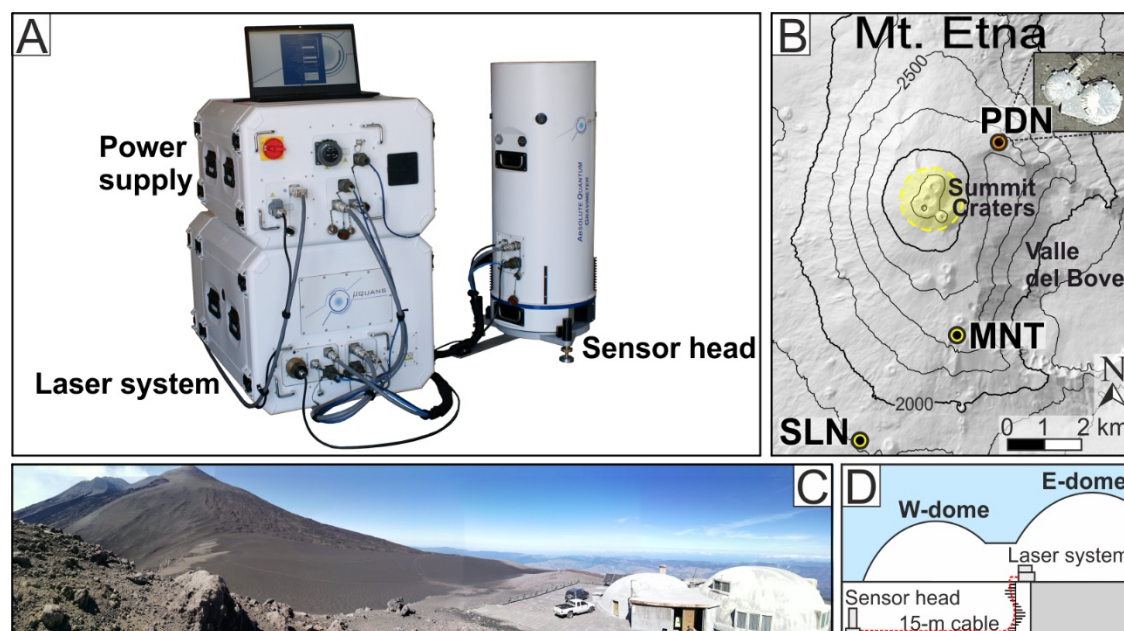 A
Power
supply
Laser system
µQUANS
ABSOLUTE QUANTUM
GRAVIMETER
Sensor head
B
Mt. Etna
2500
PDN
Summit
Craters
Valle
del Bove
MNT
N
2000
0 1 2 km
SLN
C
D
E-dome
W-dome
Laser system
Sensor head
15-m cable